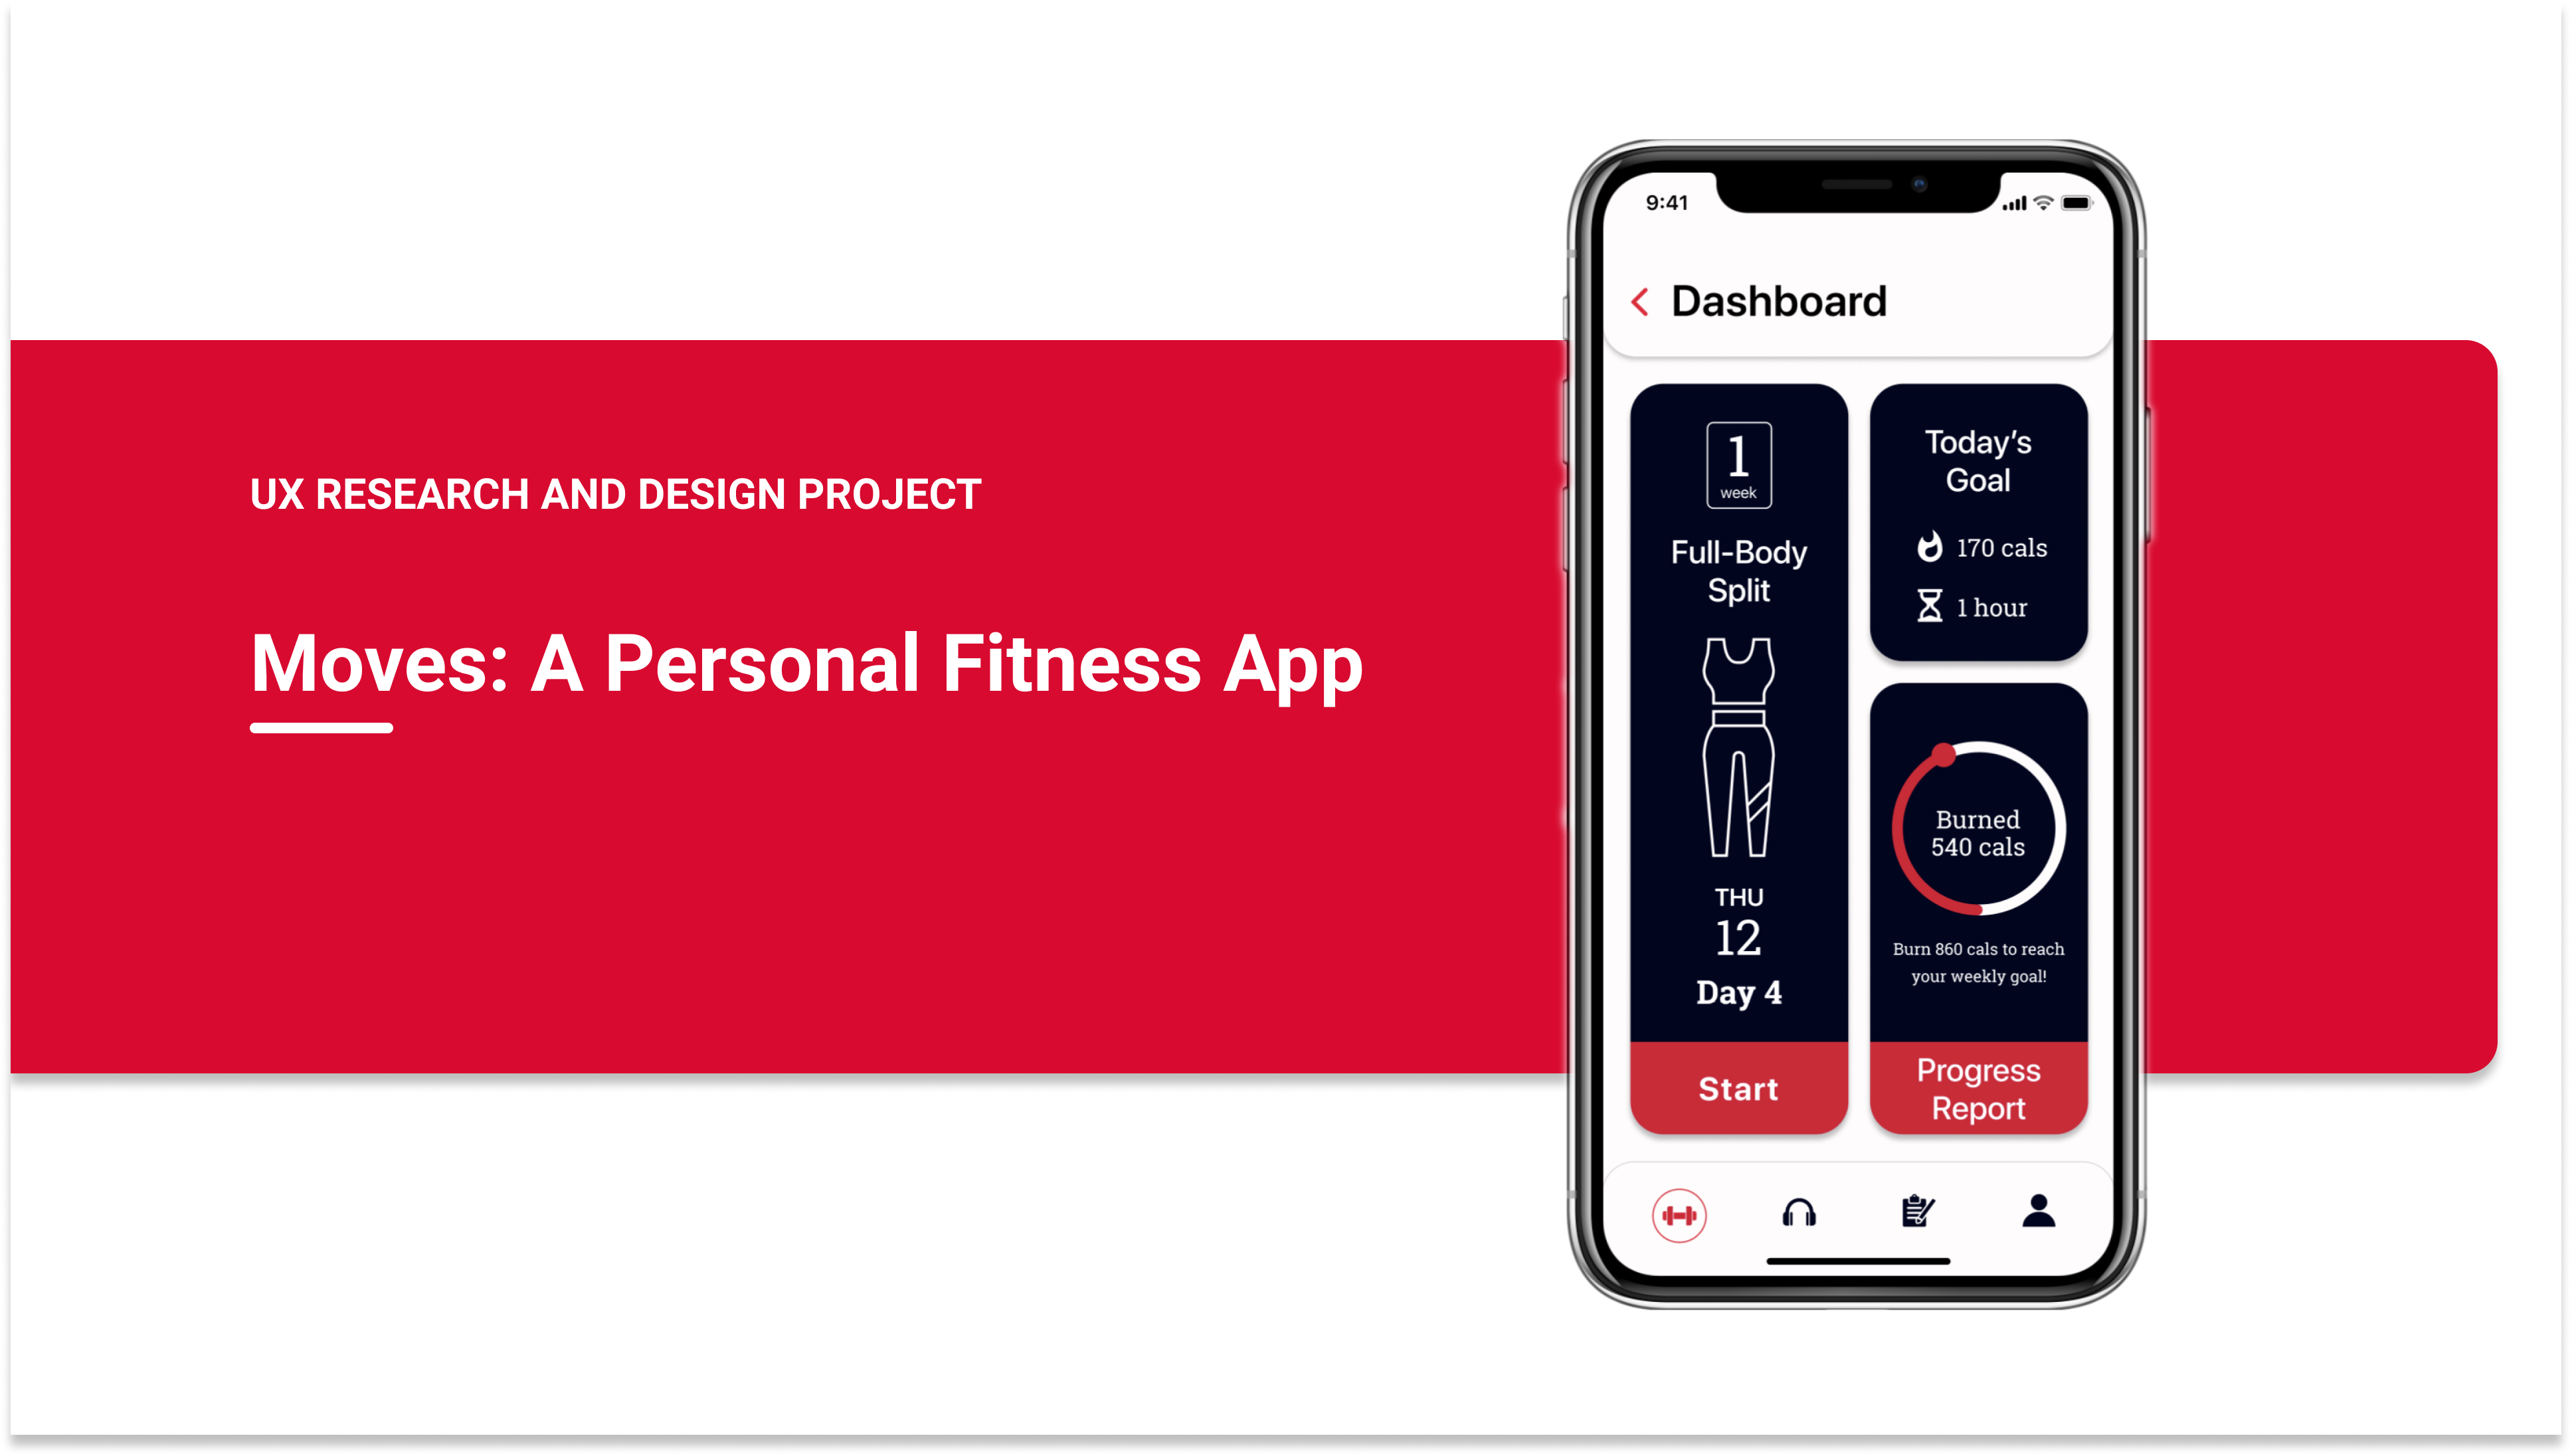 UX RESEARCH AND DESIGN PROJECT
Moves: A Personal Fitness App
9:41
Dashboard
1
week
Full-Body
Split
THU
12
Day 4
Start
Today's
Goal
170 cals
1 hour
Burned
540 cals
Burn 860 cals to reach
your weekly goal!
Progress
Report